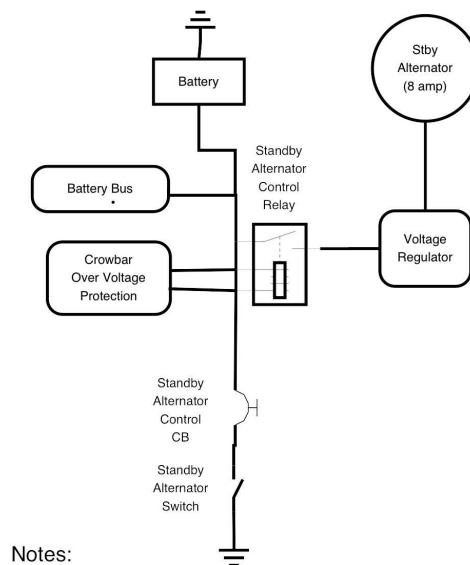 Battery
Stby
Alternator
(8 amp)
Standby
Alternator
Control
Relay
Battery Bus
Crowbar
Over Voltage
Protection
Voltage
Regulator
Standby
Alternator
Control
CB
Standby
Alternator
Switch
Notes: